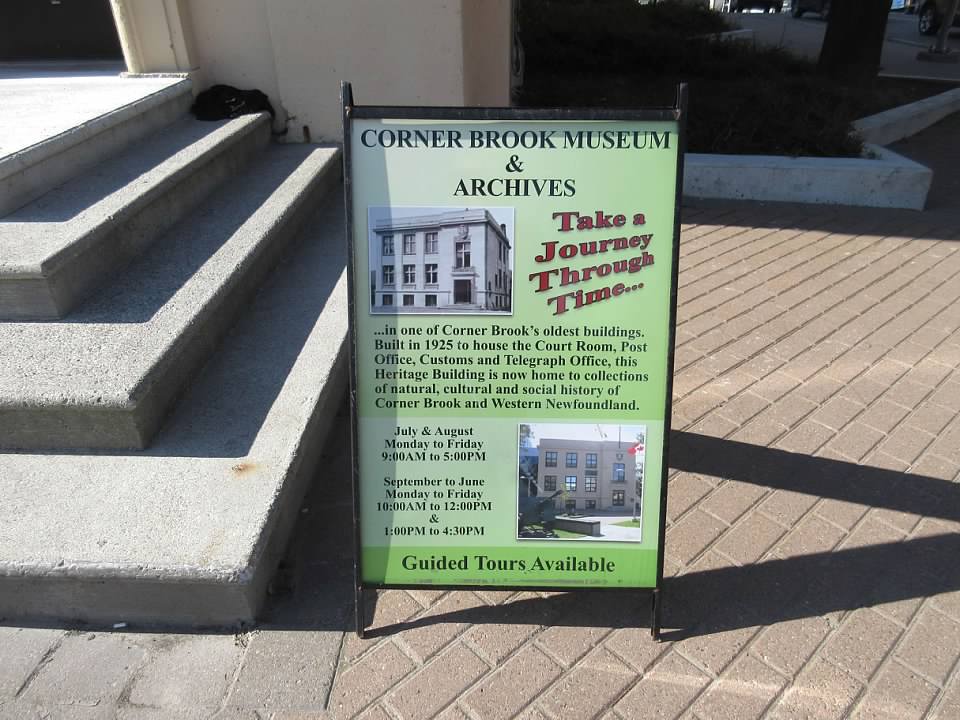 CORNER BROOK MUSEUM
&
ARCHIVES
Take a
Journey
Through
Time...
...in one of Corner Brook's oldest buildings.
Built in 1925 to house the Court Room, Post
Office, Customs and Telegraph Office, this
Heritage Building is now home to collections
of natural, cultural and social history of
Corner Brook and Western Newfoundland.
July & August
Monday to Friday
9:00AM to 5:00PM
September to June
Monday to Friday
10:00AM to 12:00PM
&
1:00PM to 4:30PM
Guided Tours Available